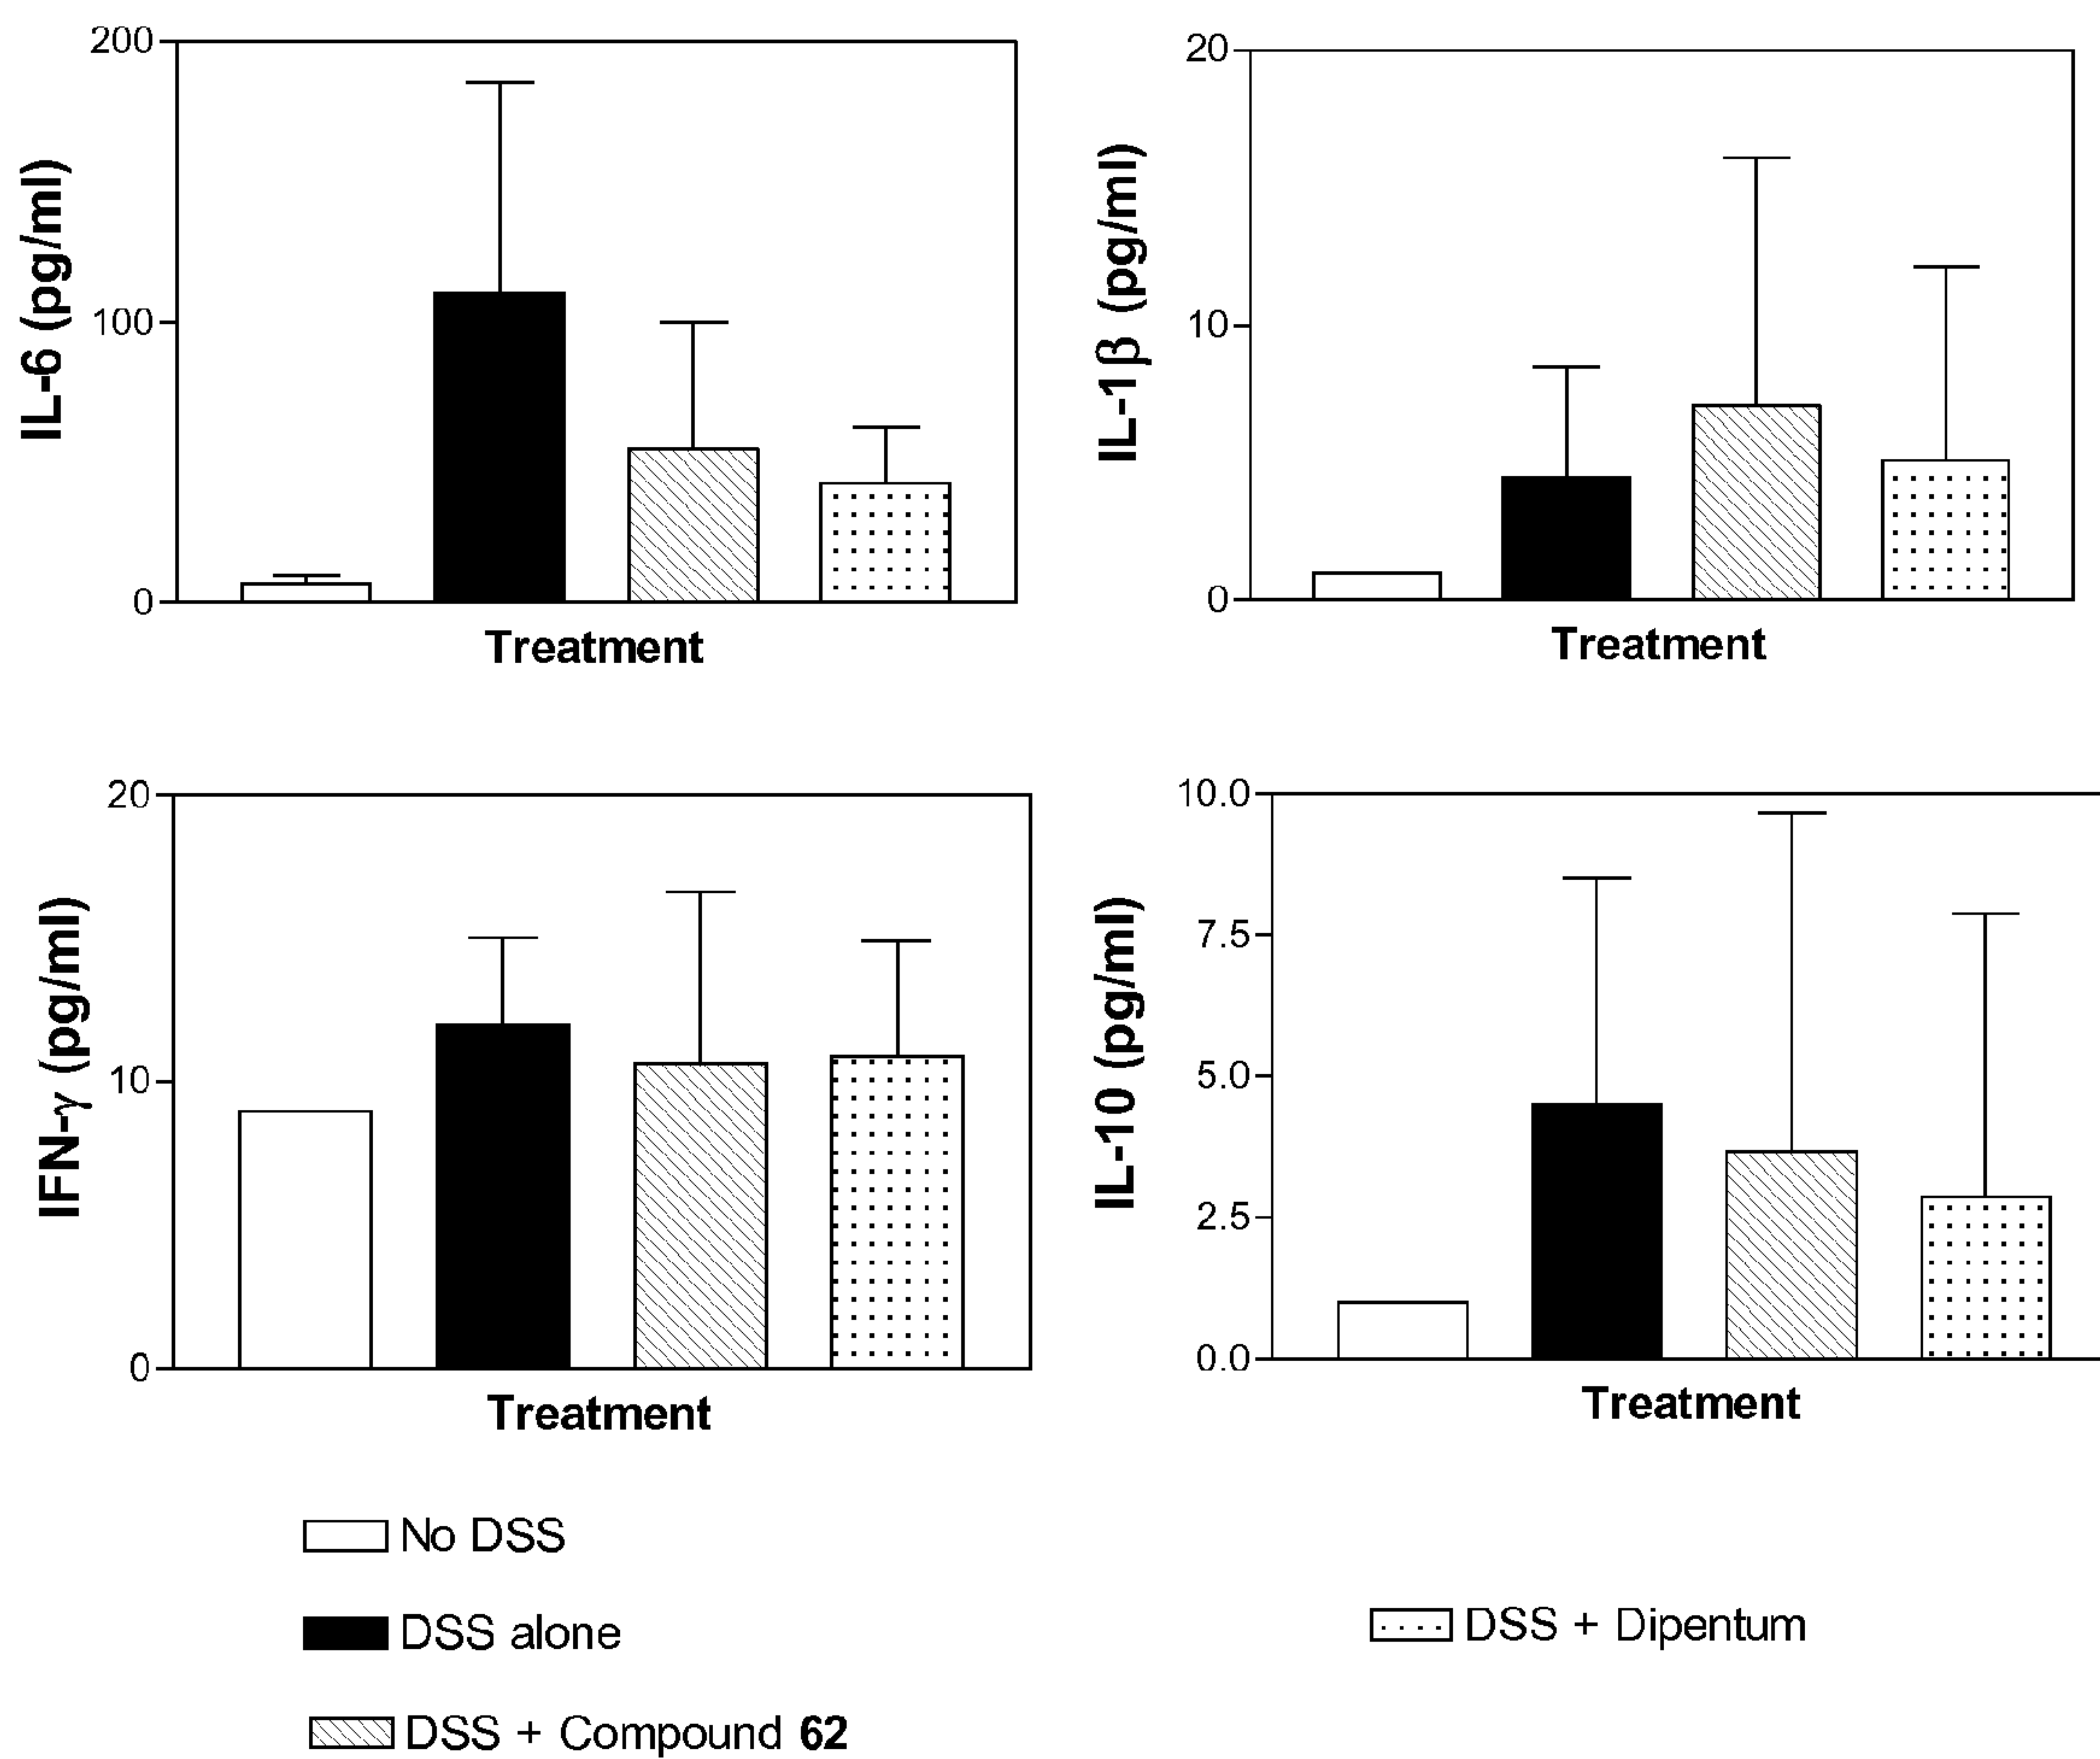 IL-6 (pg/ml)
200
100
0
Treatment
IL-1β (pg/ml)
20
10
0
Treatment
IFN-γ (pg/ml)
20
10
0
Treatment
IL-10 (pg/ml)
10.0
7.5
5.0
2.5
0.0
Treatment
No DSS
DSS alone
DSS + Compound 62
DSS + Dipentum